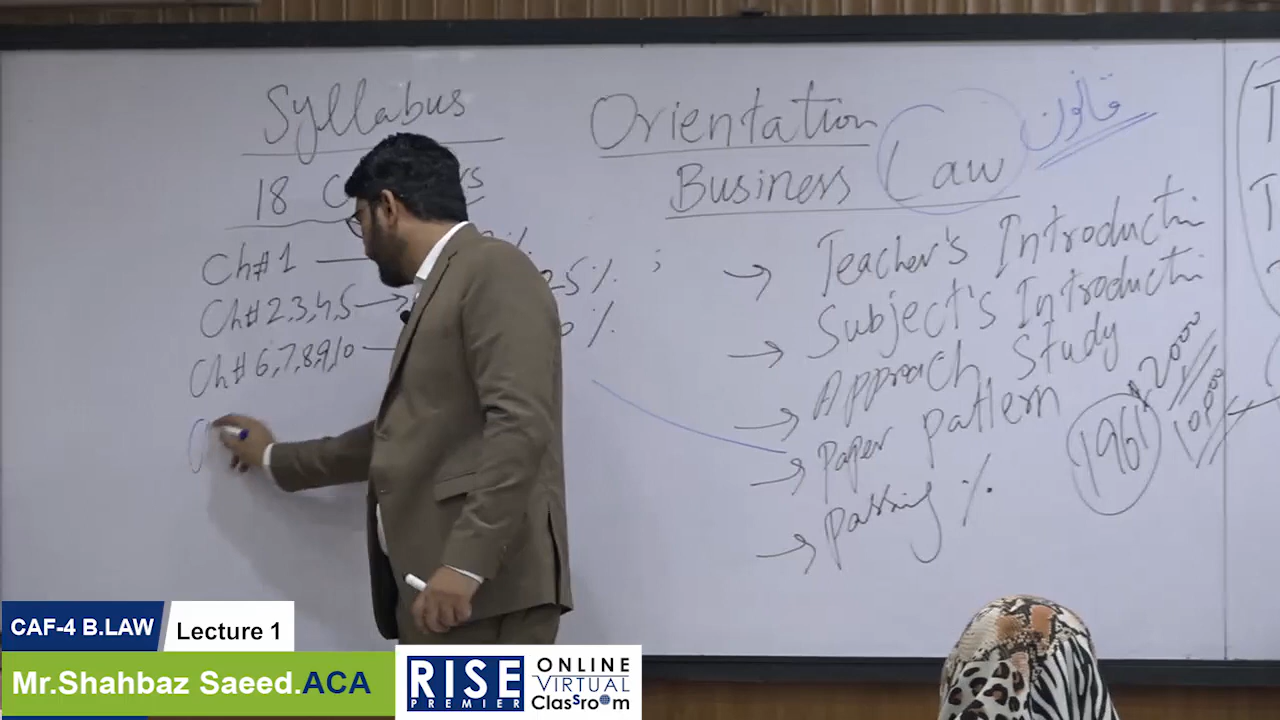 Syllabus
18
Ch#1
Ch#2,3,4,5 → 25%
Ch#6,7,8,9,10
Orientation
Business Law قانون
→ Teacher's Introducti
→ Subject's Introducti
→ Approach Study
→ Paper Pattern
→ Passing %
1961
CAF-4 B.LAW
Lecture 1
Mr.Shahbaz Saeed.ACA
RISE
PREMIER
ONLINE
VIRTUAL
Classroom